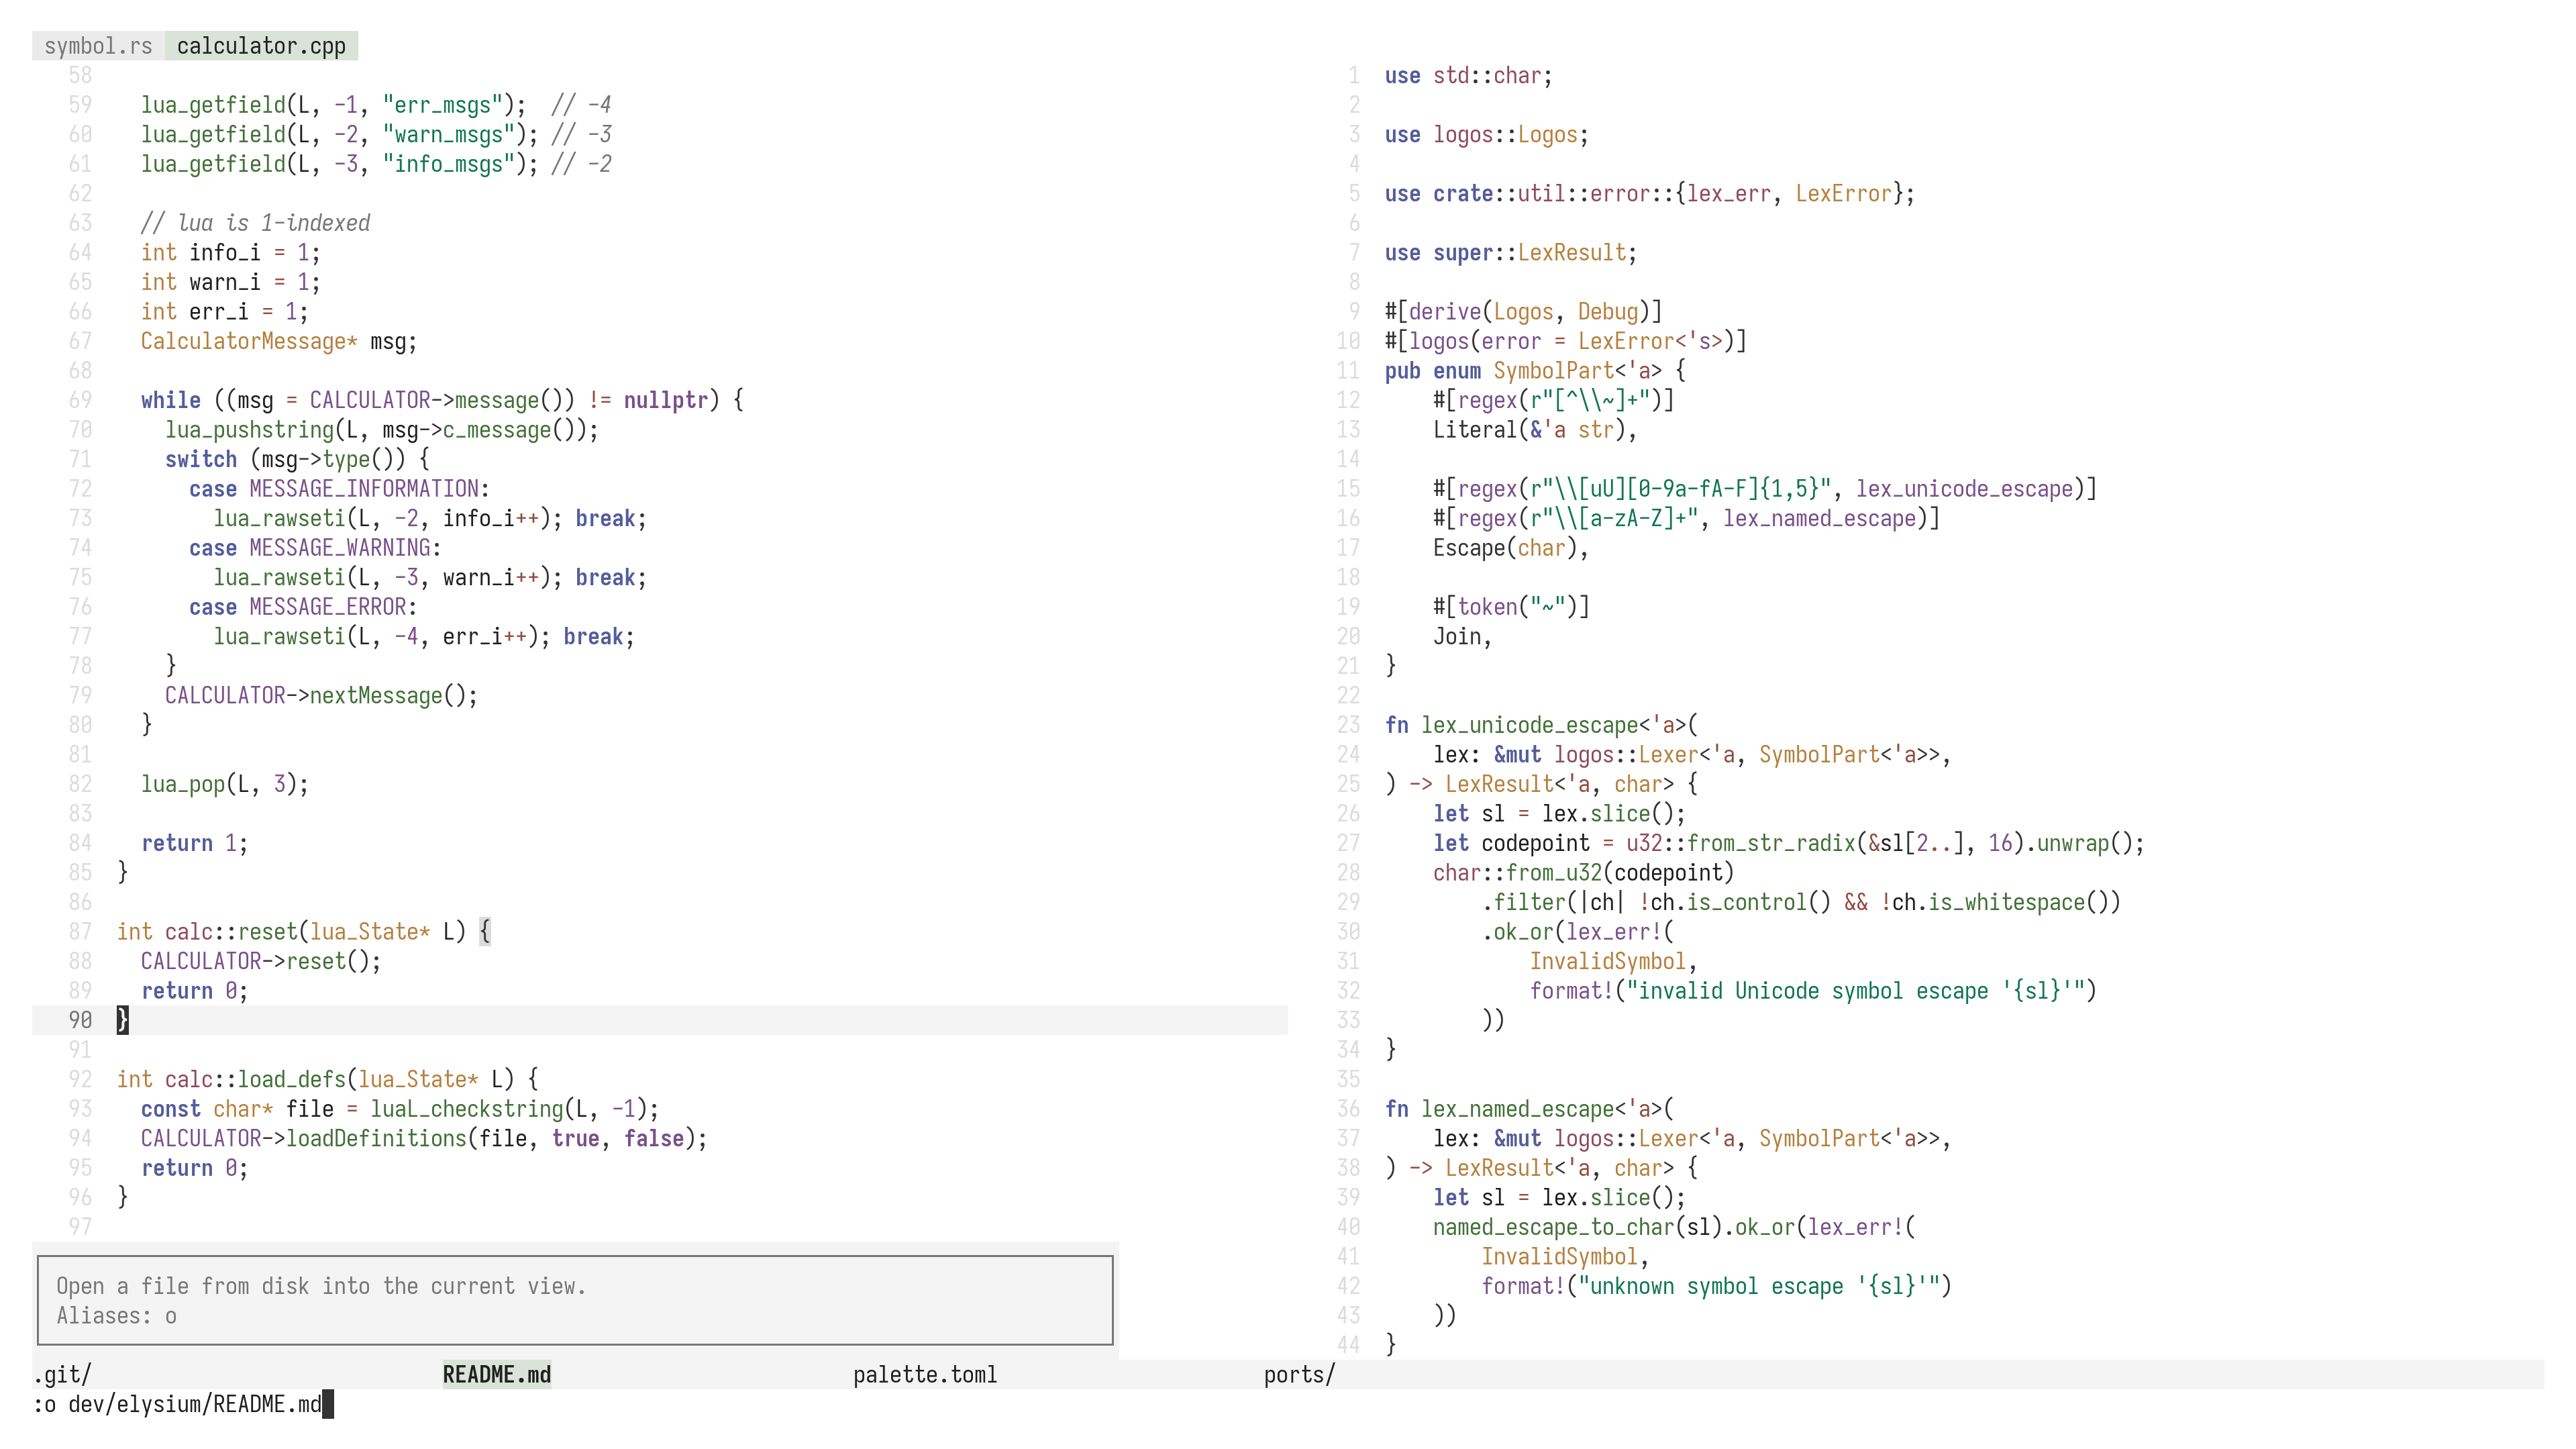 symbol.rs calculator.cpp
58
59 lua_getfield(L, -1, "err_msgs");  // -4
60 lua_getfield(L, -2, "warn_msgs"); // -3
61 lua_getfield(L, -3, "info_msgs"); // -2
62
63 // lua is 1-indexed
64 int info_i = 1;
65 int warn_i = 1;
66 int err_i = 1;
67 CalculatorMessage* msg;
68
69 while ((msg = CALCULATOR->message()) != nullptr) {
70 lua_pushstring(L, msg->c_message());
71 switch (msg->type()) {
72 case MESSAGE_INFORMATION:
73 lua_rawseti(L, -2, info_i++); break;
74 case MESSAGE_WARNING:
75 lua_rawseti(L, -3, warn_i++); break;
76 case MESSAGE_ERROR:
77 lua_rawseti(L, -4, err_i++); break;
78 }
79 CALCULATOR->nextMessage();
80 }
81
82 lua_pop(L, 3);
83
84 return 1;
85 }
86
87 int calc::reset(lua_State* L) {
88 CALCULATOR->reset();
89 return 0;
90 }
91
92 int calc::load_defs(lua_State* L) {
93 const char* file = luaL_checkstring(L, -1);
94 CALCULATOR->loadDefinitions(file, true, false);
95 return 0;
96 }
97
1 use std::char;
2
3 use logos::Logos;
4
5 use crate::util::error::{lex_err, LexError};
6
7 use super::LexResult;
8
9 #[derive(Logos, Debug)]
10 #[logos(error = LexError<'s>)]
11 pub enum SymbolPart<'a> {
12 #[regex(r"[^\\~]+")]
13 Literal(&'a str),
14
15 #[regex(r"\\[uU][0-9a-fA-F]{1,5}", lex_unicode_escape)]
16 #[regex(r"\\[a-zA-Z]+", lex_named_escape)]
17 Escape(char),
18
19 #[token("~")]
20 Join,
21 }
22
23 fn lex_unicode_escape<'a>(
24 lex: &mut logos::Lexer<'a, SymbolPart<'a>>,
25 ) -> LexResult<'a, char> {
26 let sl = lex.slice();
27 let codepoint = u32::from_str_radix(&sl[2..], 16).unwrap();
28 char::from_u32(codepoint)
29 .filter(|ch| !ch.is_control() && !ch.is_whitespace())
30 .ok_or(lex_err!(
31 InvalidSymbol,
32 format!("invalid Unicode symbol escape '{sl}'")
33 ))
34 }
35
36 fn lex_named_escape<'a>(
37 lex: &mut logos::Lexer<'a, SymbolPart<'a>>,
38 ) -> LexResult<'a, char> {
39 let sl = lex.slice();
40 named_escape_to_char(sl).ok_or(lex_err!(
41 InvalidSymbol,
42 format!("unknown symbol escape '{sl}'")
43 ))
44 }
Open a file from disk into the current view.
Aliases: o
.git/ README.md palette.toml ports/
:o dev/elysium/README.md